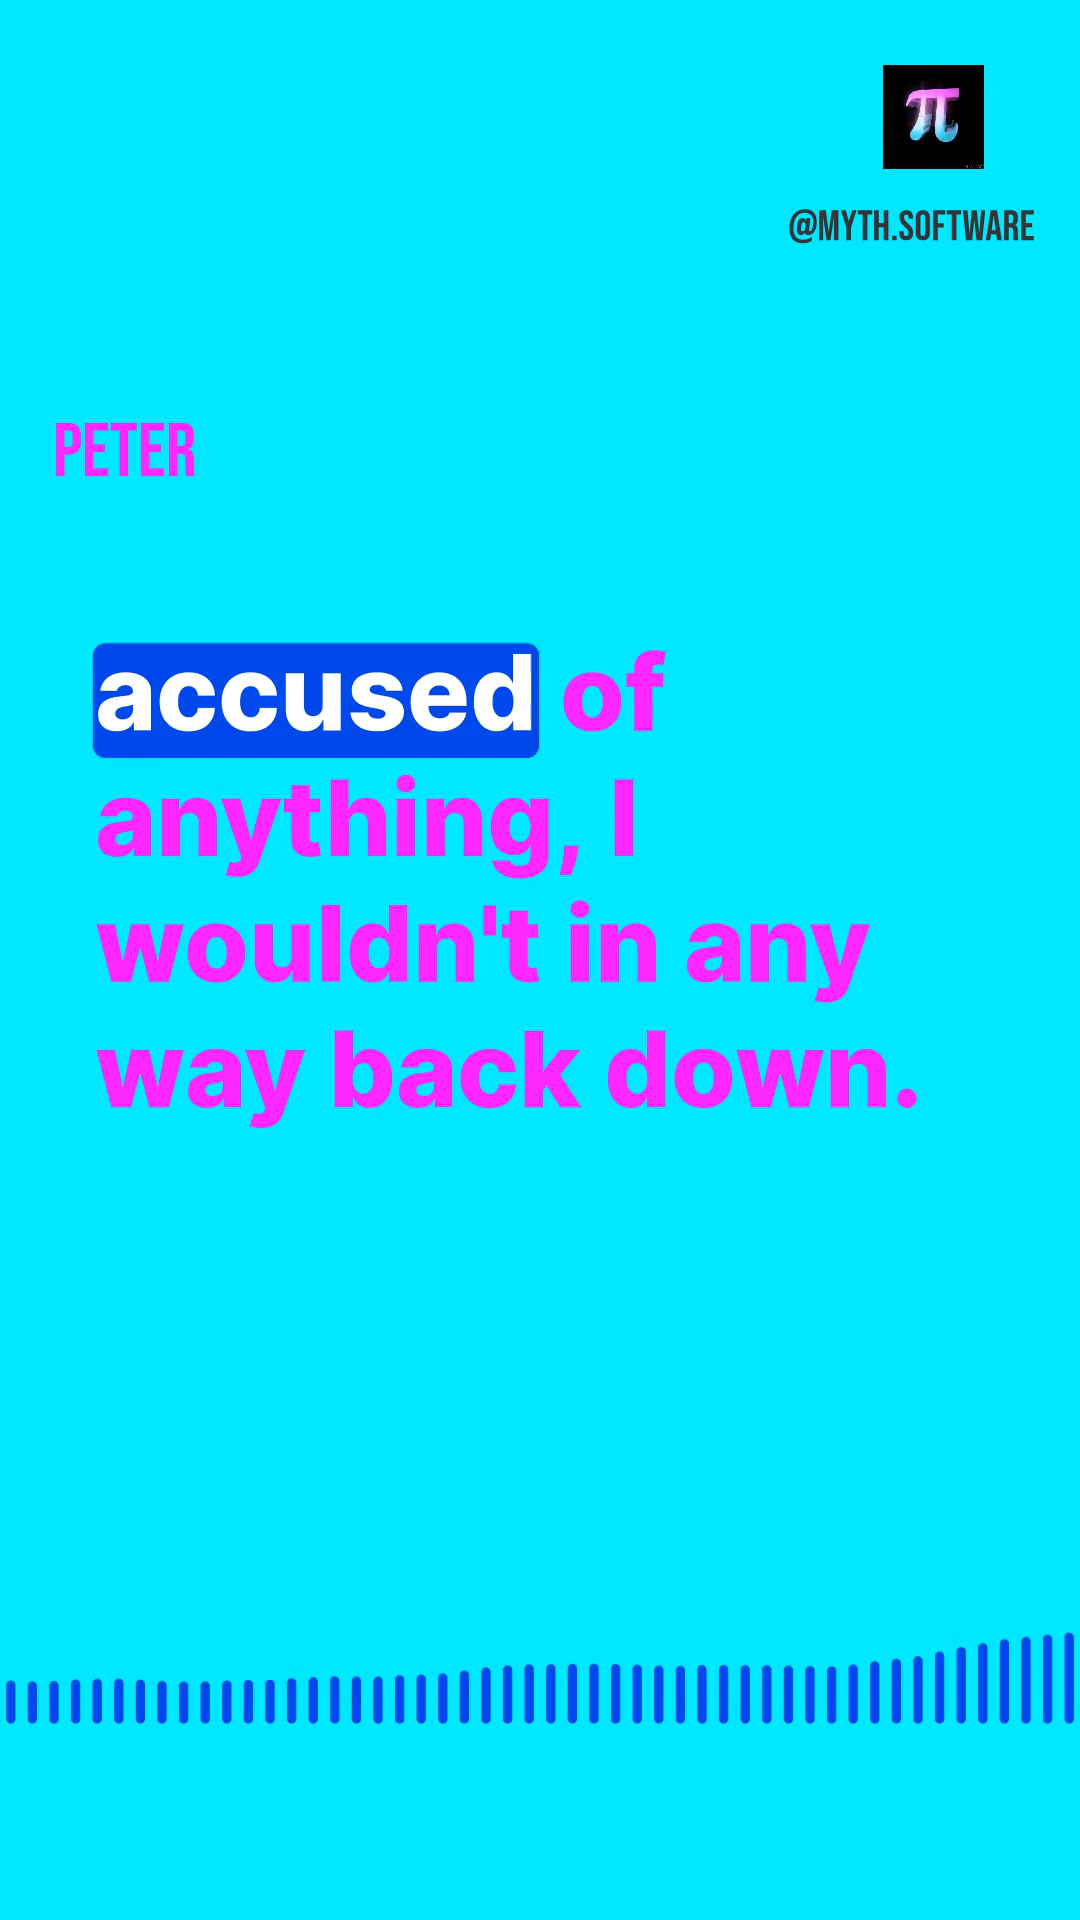 π
@MYTH.SOFTWARE
PETER
accused of
anything, I
wouldn't in any
way back down.